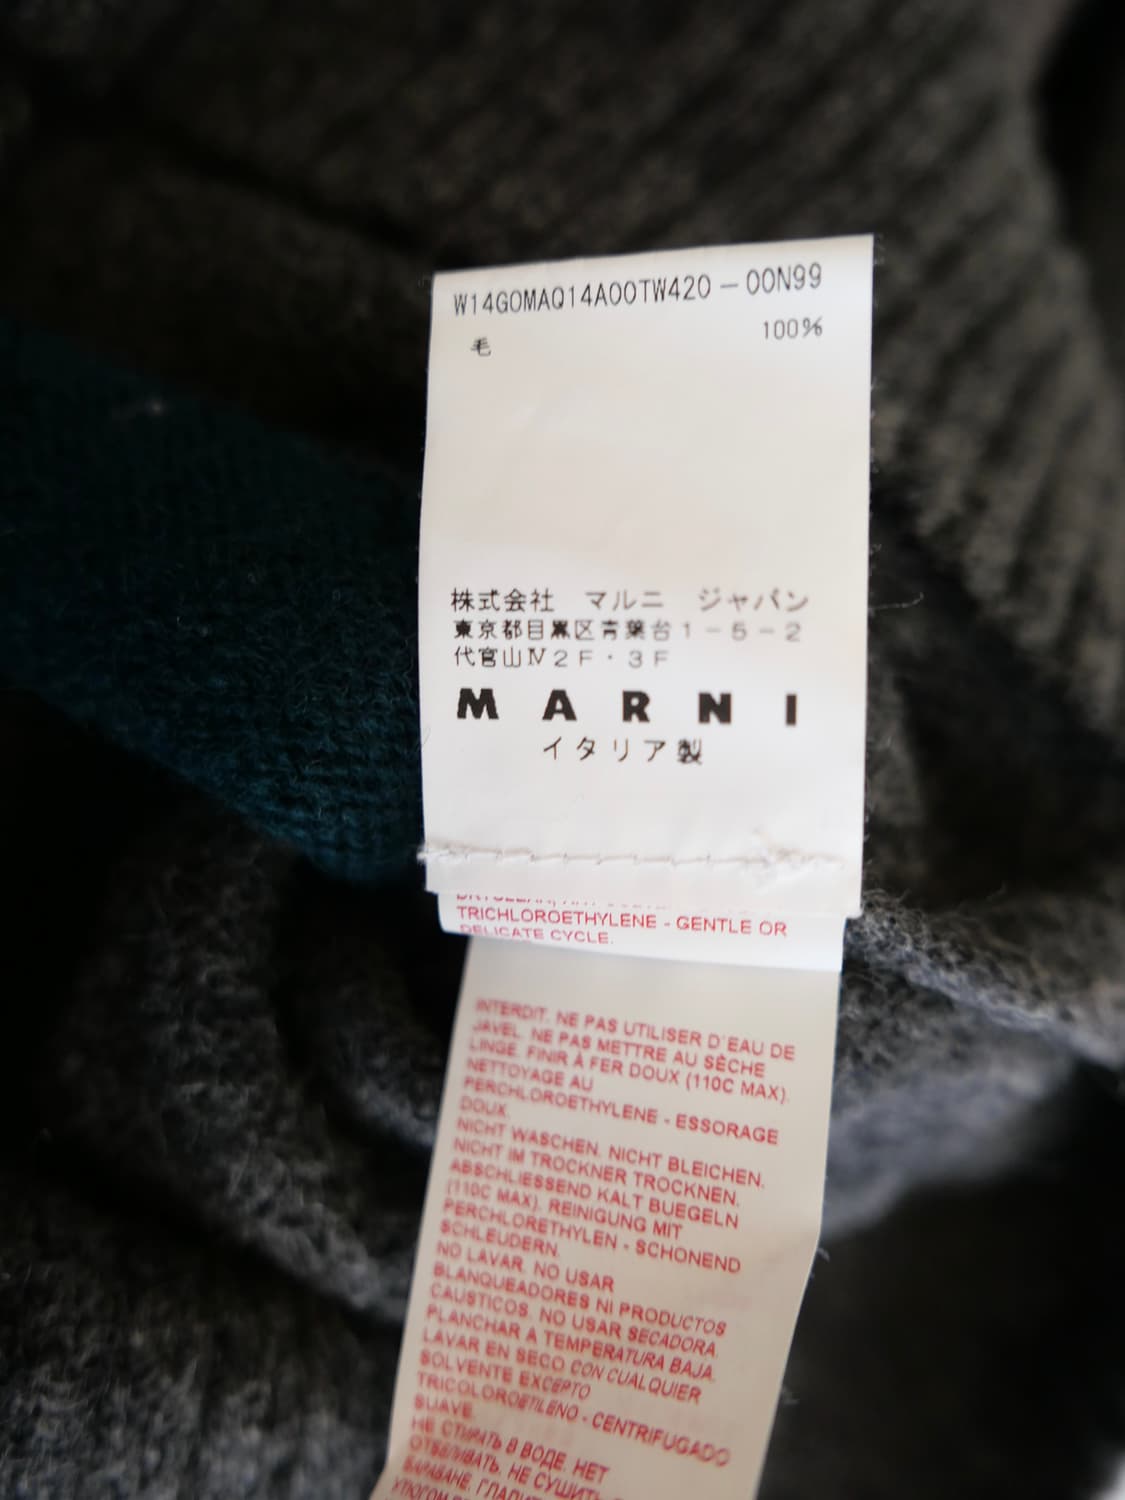 W14GOMAQ14A00TW420-00N99
毛 100%
株式会社 マルニ ジャパン
東京都目黒区青葉台1-5-2
代官山Ⅳ2F・3F
MARNI
イタリア製
TRICHLOROETHYLENE - GENTLE OR
DELICATE CYCLE.
INTERDIT. NE PAS UTILISER D'EAU DE
JAVEL. NE PAS METTRE AU SÈCHE
LINGE. FINIR À FER DOUX (110C MAX).
NETTOYAGE AU
PERCHLOROETHYLENE - ESSORAGE
DOUX.
NICHT WASCHEN. NICHT BLEICHEN.
NICHT IM TROCKNER TROCKNEN.
ABSCHLIESSEND KALT BUEGELN
(110C MAX). REINIGUNG MIT
PERCHLORETHYLEN - SCHONEND
SCHLEUDERN.
NO LAVAR. NO USAR
BLANQUEADORES NI PRODUCTOS
CAUSTICOS. NO USAR SECADORA.
PLANCHAR A TEMPERATURA BAJA.
LAVAR EN SECO CON CUALQUIER
SOLVENTE EXCEPTO
TRICOLOROETILENO - CENTRIFUGADO
SUAVE.
НЕ СТИРАТЬ В ВОДЕ. НЕТ
ОТБЕЛИВАТЬ. НЕ СУШИТЬ
БАРАБАНЕ.
УТЮГОМ